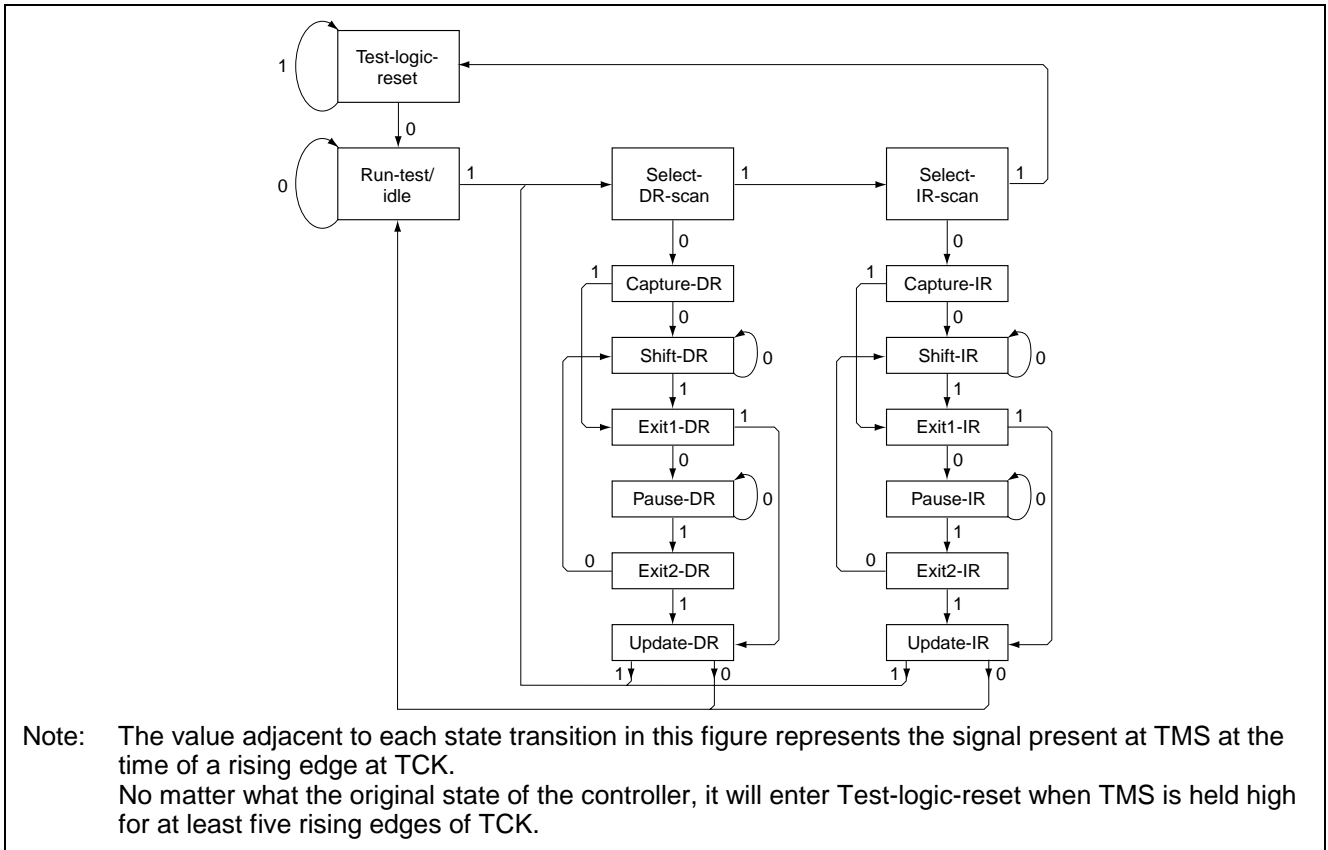 Test-logic-
reset
1
0
Run-test/
idle
0
1
Select-
DR-scan
1
Select-
IR-scan
1
0
0
1
Capture-DR
1
Capture-IR
0
0
Shift-DR
0
Shift-IR
0
1
1
Exit1-DR
1
Exit1-IR
1
0
0
Pause-DR
0
Pause-IR
0
1
1
0
Exit2-DR
0
Exit2-IR
1
1
Update-DR
Update-IR
1
0
1
0
Note: The value adjacent to each state transition in this figure represents the signal present at TMS at the
time of a rising edge at TCK.
No matter what the original state of the controller, it will enter Test-logic-reset when TMS is held high
for at least five rising edges of TCK.